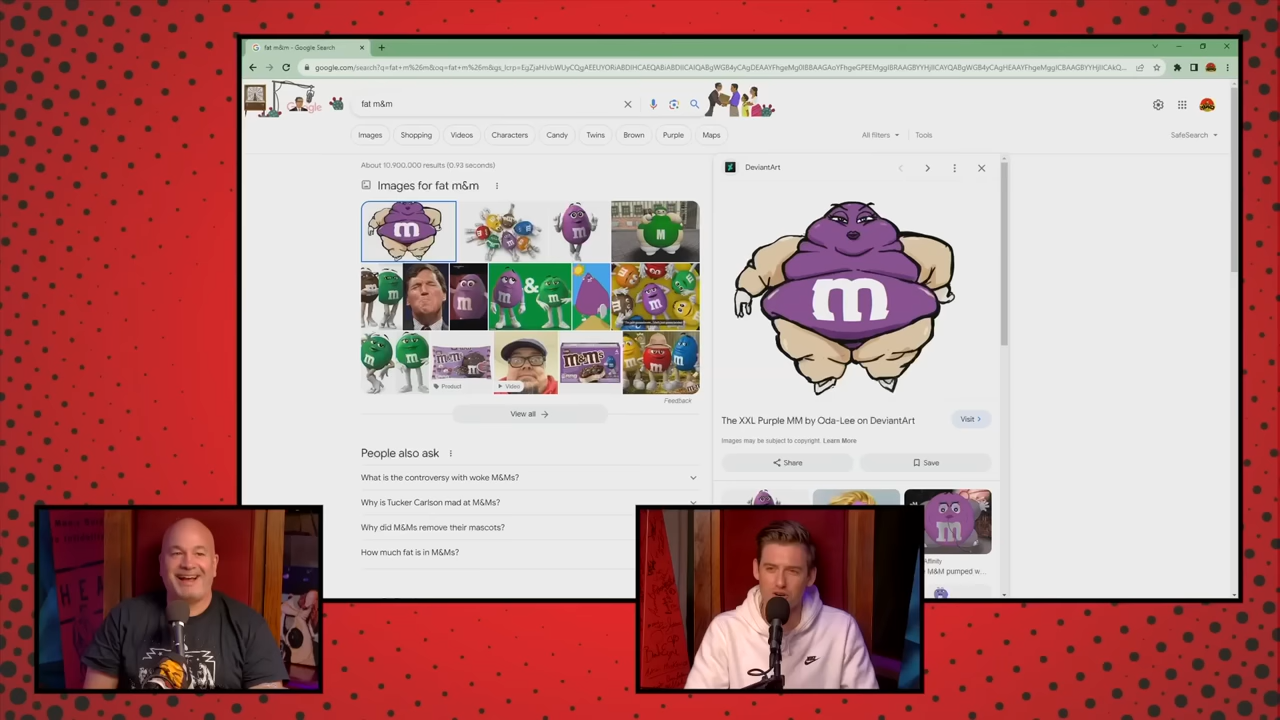 fat m&m - Google Search
Google
fat m&m
Images
Shopping
Videos
Characters
Candy
Twins
Brown
Purple
Maps
All filters
Tools
SafeSearch
About 10,900,000 results (0.93 seconds)
Images for fat m&m
m
m
M
m
m
&
m
m
m
m&m's
m&m's
Product
Video
Feedback
View all
People also ask
What is the controversy with woke M&Ms?
Why is Tucker Carlson mad at M&Ms?
Why did M&Ms remove their mascots?
How much fat is in M&Ms?
DeviantArt
m
The XXL Purple MM by Oda-Lee on DeviantArt
Visit
Images may be subject to copyright. Learn More
Share
Save
m
M&M pumped w...